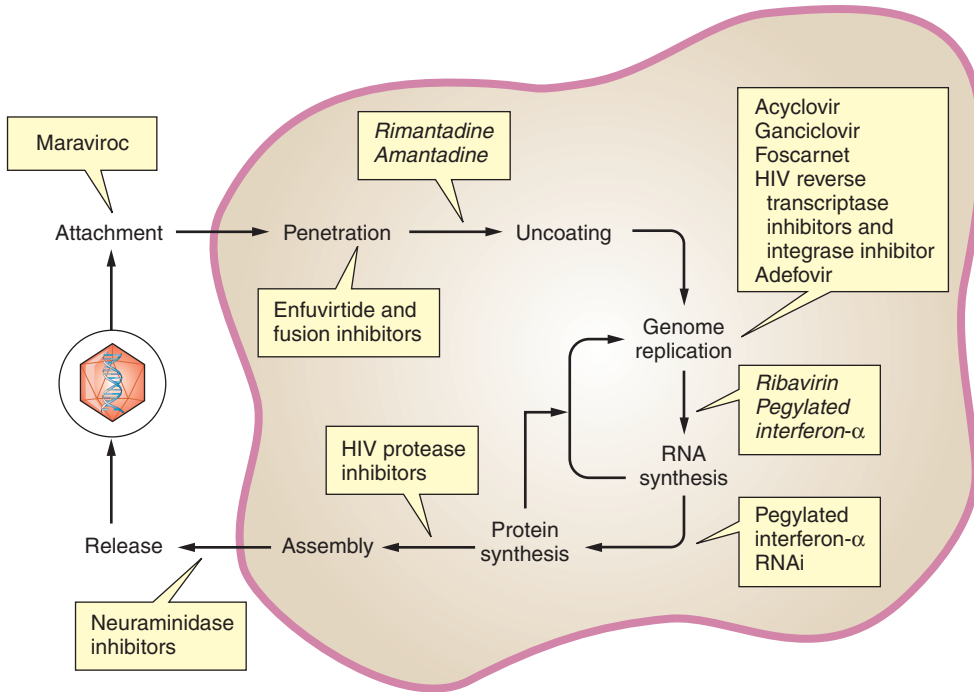 Maraviroc
Rimantadine
Amantadine
Acyclovir
Ganciclovir
Foscarnet
HIV reverse
transcriptase
inhibitors and
integrase inhibitor
Adefovir
Attachment
Penetration
Uncoating
Enfuvirtide and
fusion inhibitors
Genome
replication
Ribavirin
Pegylated
interferon-α
RNA
synthesis
HIV protease
inhibitors
Pegylated
interferon-α
RNAi
Protein
synthesis
Assembly
Release
Neuraminidase
inhibitors